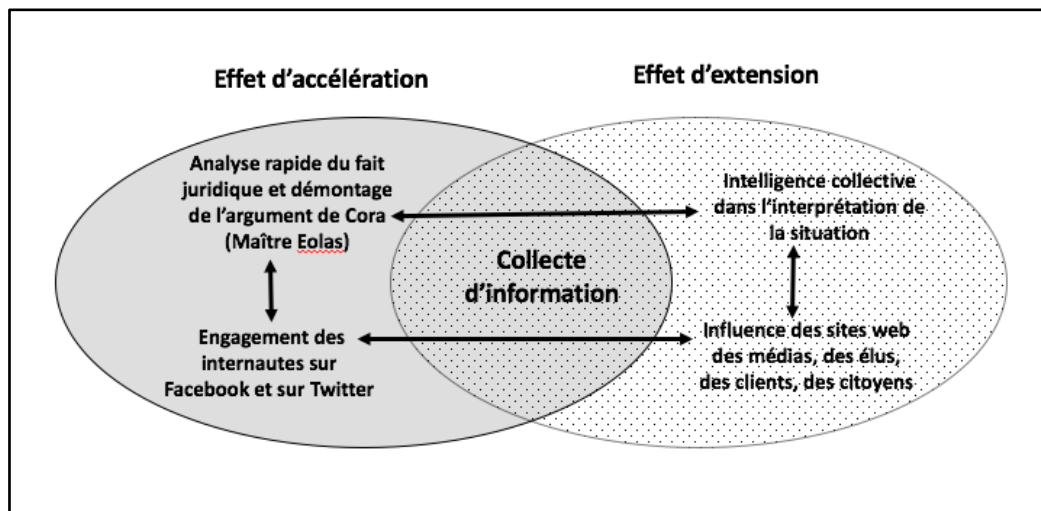 Effet d'accélération
Effet d'extension
Analyse rapide du fait
juridique et démontage
de l'argument de Cora
(Maître Eolas)
Intelligence collective
dans l'interprétation de
la situation
Collecte
d'information
Engagement des
internautes sur
Facebook et sur Twitter
Influence des sites web
des médias, des élus,
des clients, des citoyens